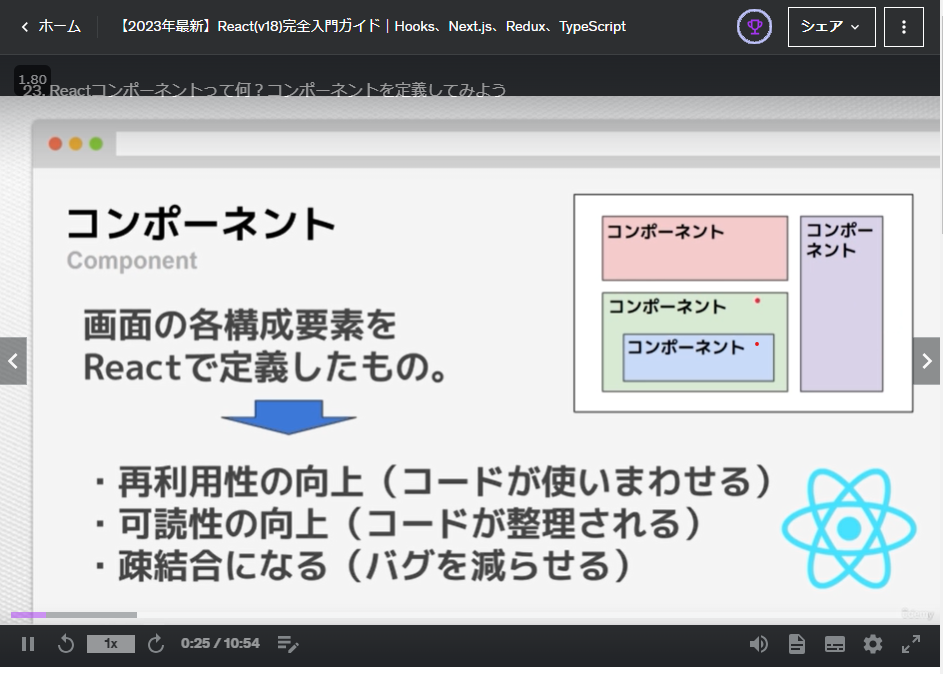 ホーム
【2023年最新】React(v18)完全入門ガイド | Hooks、Next.js、Redux、TypeScript
シェア
1.80
23. Reactコンポーネントって何？コンポーネントを定義してみよう
コンポーネント
Component
画面の各構成要素を
Reactで定義したもの。
コンポーネント
コンポー
ネント
コンポーネント
コンポーネント
・再利用性の向上（コードが使いまわせる）
・可読性の向上（コードが整理される）
・疎結合になる（バグを減らせる）
Udemy
1x
0:25 / 10:54